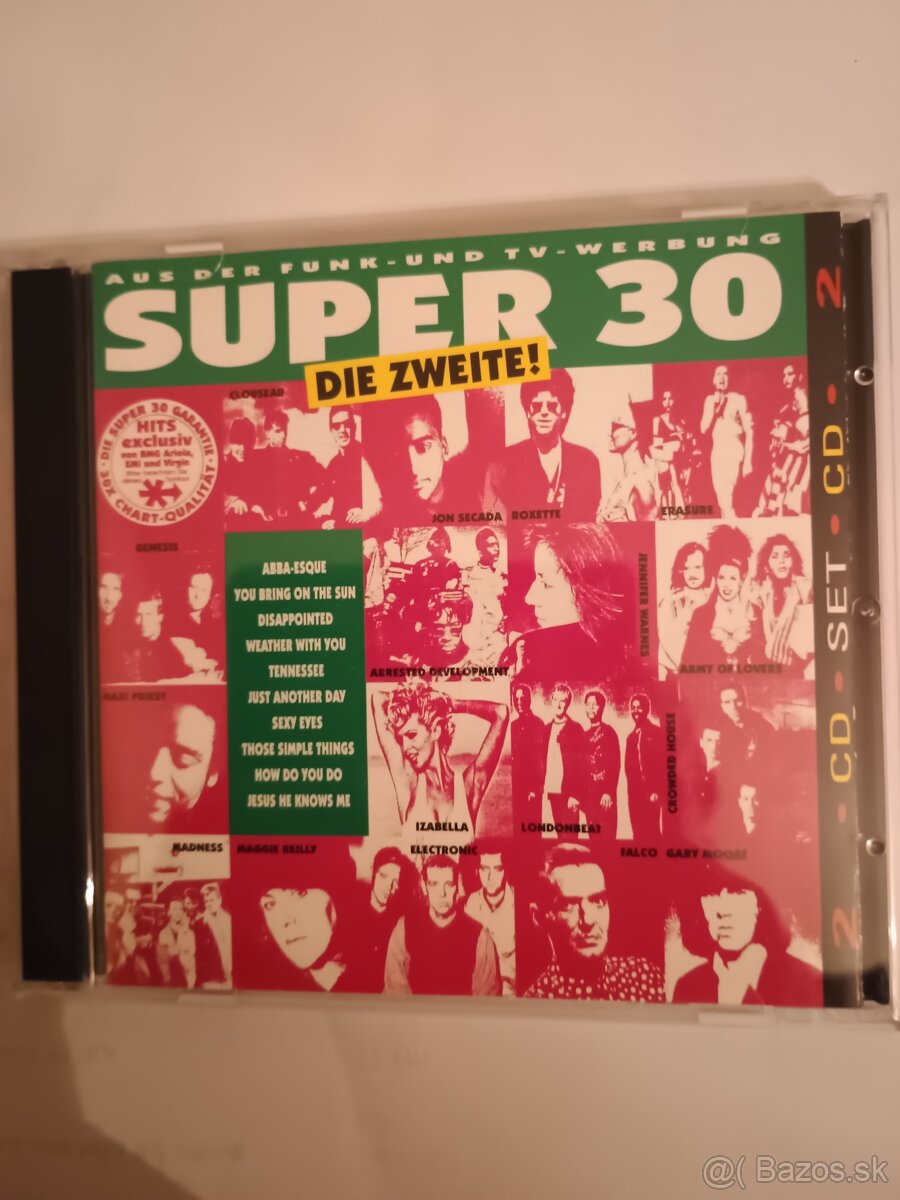 AUS DER FUNK-UND TV-WERBUNG
SUPER 30
DIE ZWEITE!
DIE SUPER 30 GARANTIE
HITS
exclusiv
von BMG Ariola,
EMI und Virgin
BOX CHART-QUALITÄT
CLOUSEAU
JON SECADA
ROXETTE
ERASURE
GENESIS
ABBA-ESQUE
YOU BRING ON THE SUN
DISAPPOINTED
WEATHER WITH YOU
TENNESSEE
JUST ANOTHER DAY
SEXY EYES
THOSE SIMPLE THINGS
HOW DO YOU DO
JESUS HE KNOWS ME
ARRESTED DEVELOPMENT
JENNIFER WARNES
ARMY OF LOVERS
MAXI PRIEST
IZABELLA
LONDONBEAT
CROWDED HOUSE
MADNESS
MAGGIE REILLY
ELECTRONIC
FALCO
GARY MOORE
2 • CD • SET • CD • 2
@( Bazos.sk